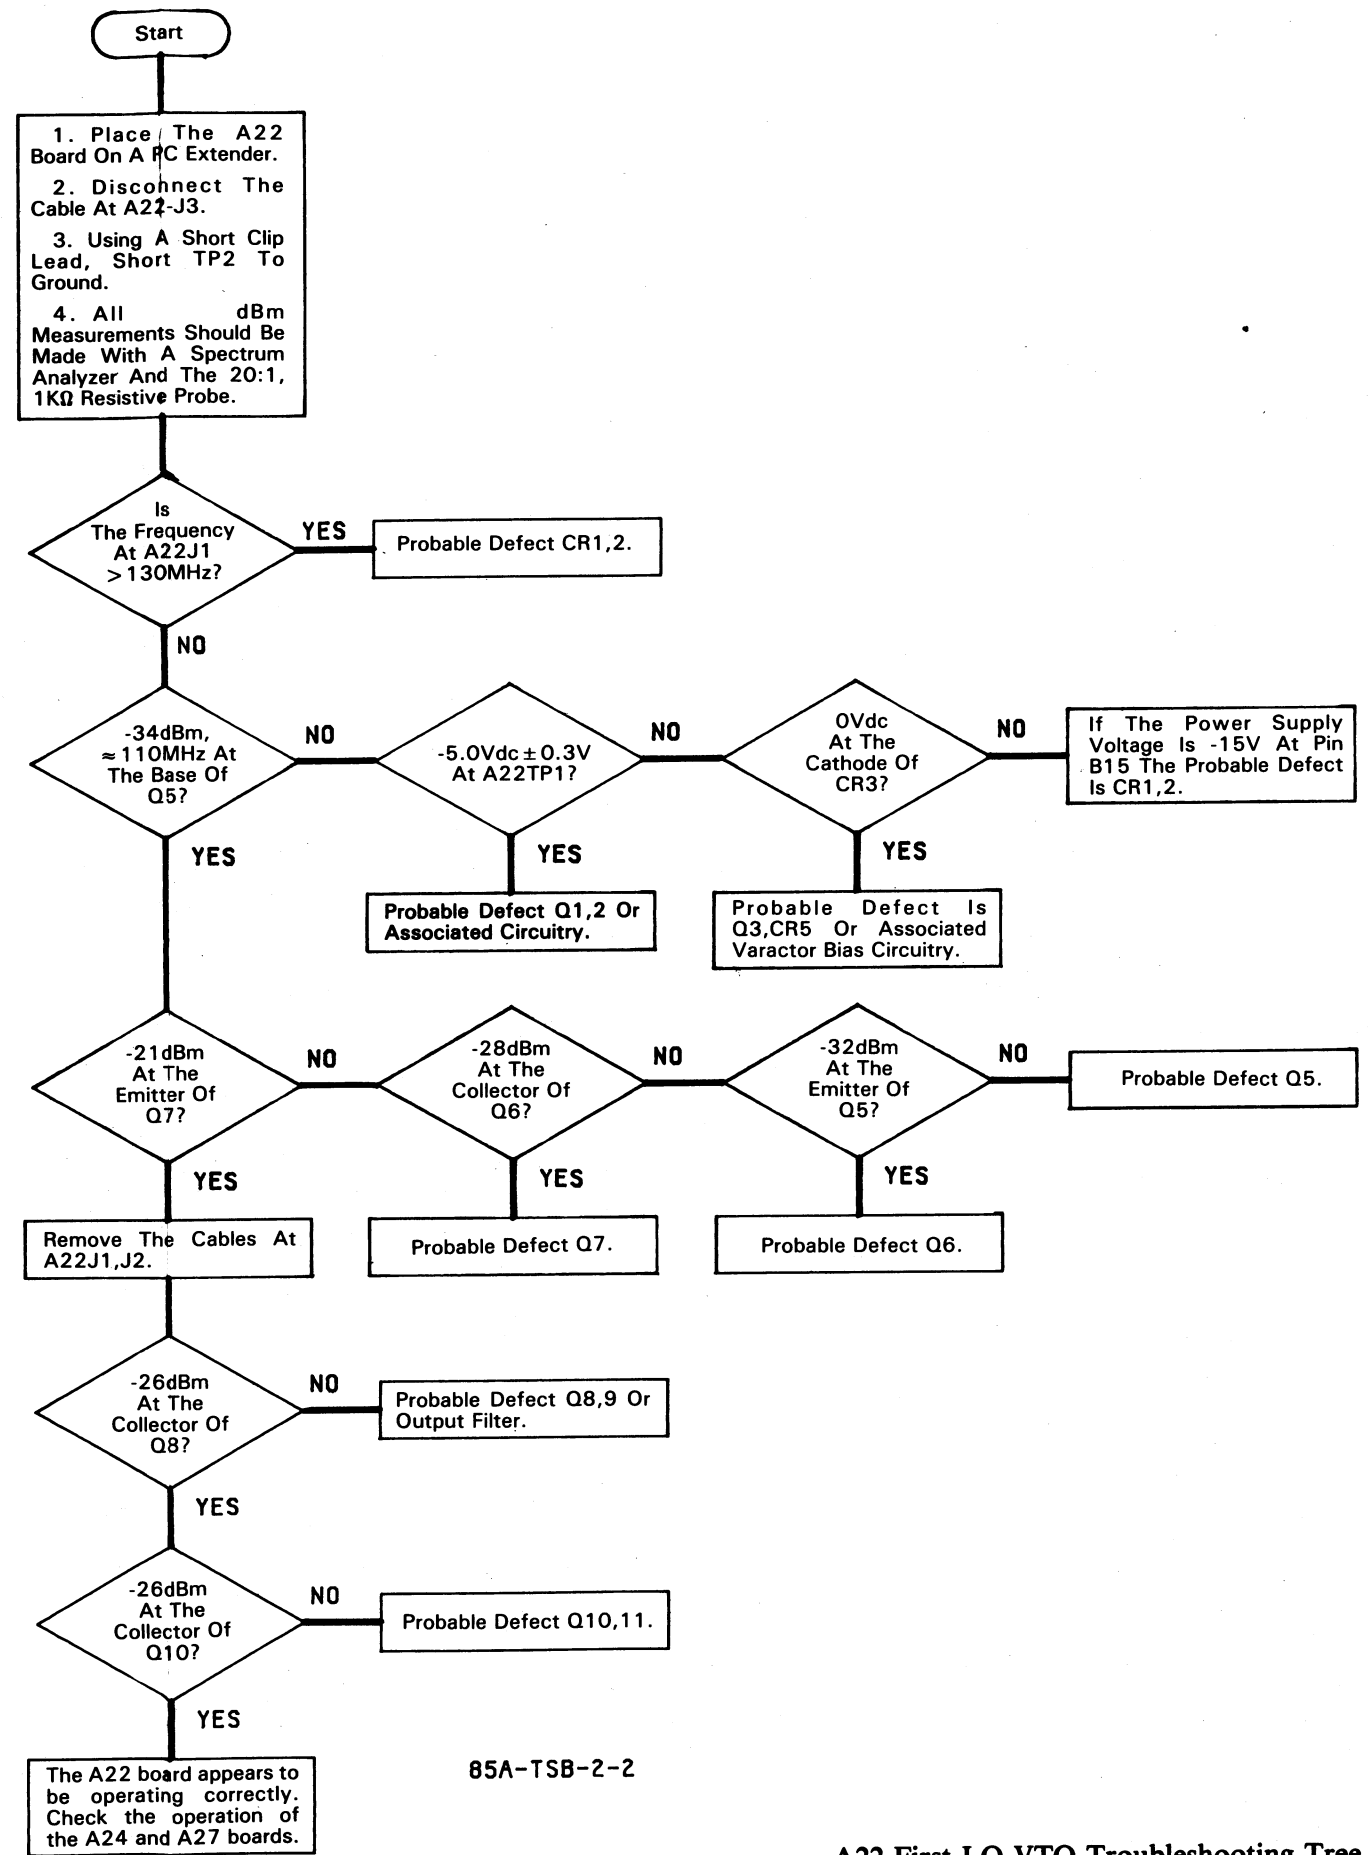 Start
1. Place The A22
Board On A PC Extender.
2. Disconnect The
Cable At A22-J3.
3. Using A Short Clip
Lead, Short TP2 To
Ground.
4. All dBm
Measurements Should Be
Made With A Spectrum
Analyzer And The 20:1,
1KΩ Resistive Probe.
Is
The Frequency
At A22J1
>130MHz?
YES
Probable Defect CR1,2.
NO
-34dBm,
≈110MHz At
The Base Of
Q5?
NO
-5.0Vdc±0.3V
At A22TP1?
NO
0Vdc
At The
Cathode Of
CR3?
NO
If The Power Supply
Voltage Is -15V At Pin
B15 The Probable Defect
Is CR1,2.
YES
YES
YES
Probable Defect Q1,2 Or
Associated Circuitry.
Probable Defect Is
Q3,CR5 Or Associated
Varactor Bias Circuitry.
-21dBm
At The
Emitter Of
Q7?
NO
-28dBm
At The
Collector Of
Q6?
NO
-32dBm
At The
Emitter Of
Q5?
NO
Probable Defect Q5.
YES
YES
YES
Remove The Cables At
A22J1,J2.
Probable Defect Q7.
Probable Defect Q6.
-26dBm
At The
Collector Of
Q8?
NO
Probable Defect Q8,9 Or
Output Filter.
YES
-26dBm
At The
Collector Of
Q10?
NO
Probable Defect Q10,11.
YES
The A22 board appears to
be operating correctly.
Check the operation of
the A24 and A27 boards.
85A-TSB-2-2
A22 First LO VTO Troubleshooting Tree